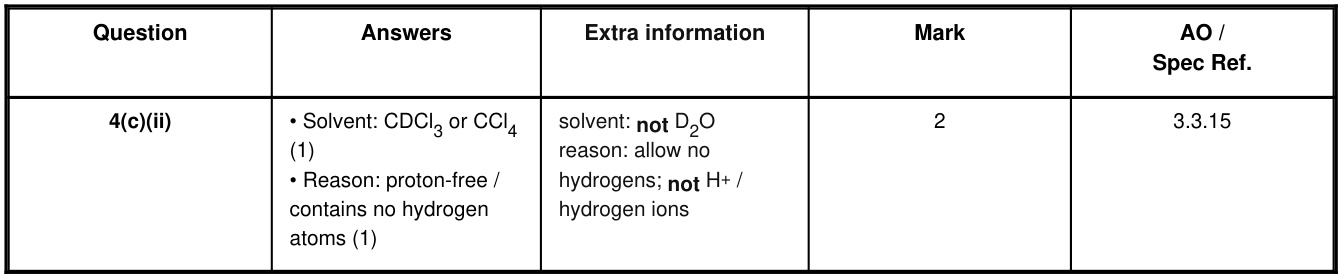 Question Answers Extra information Mark AO /
Spec Ref.
4(c)(ii) • Solvent: CDCl₃ or CCl₄ solvent: not D₂O 2 3.3.15
(1) reason: allow no
• Reason: proton-free / hydrogens; not H+ /
contains no hydrogen hydrogen ions
atoms (1)